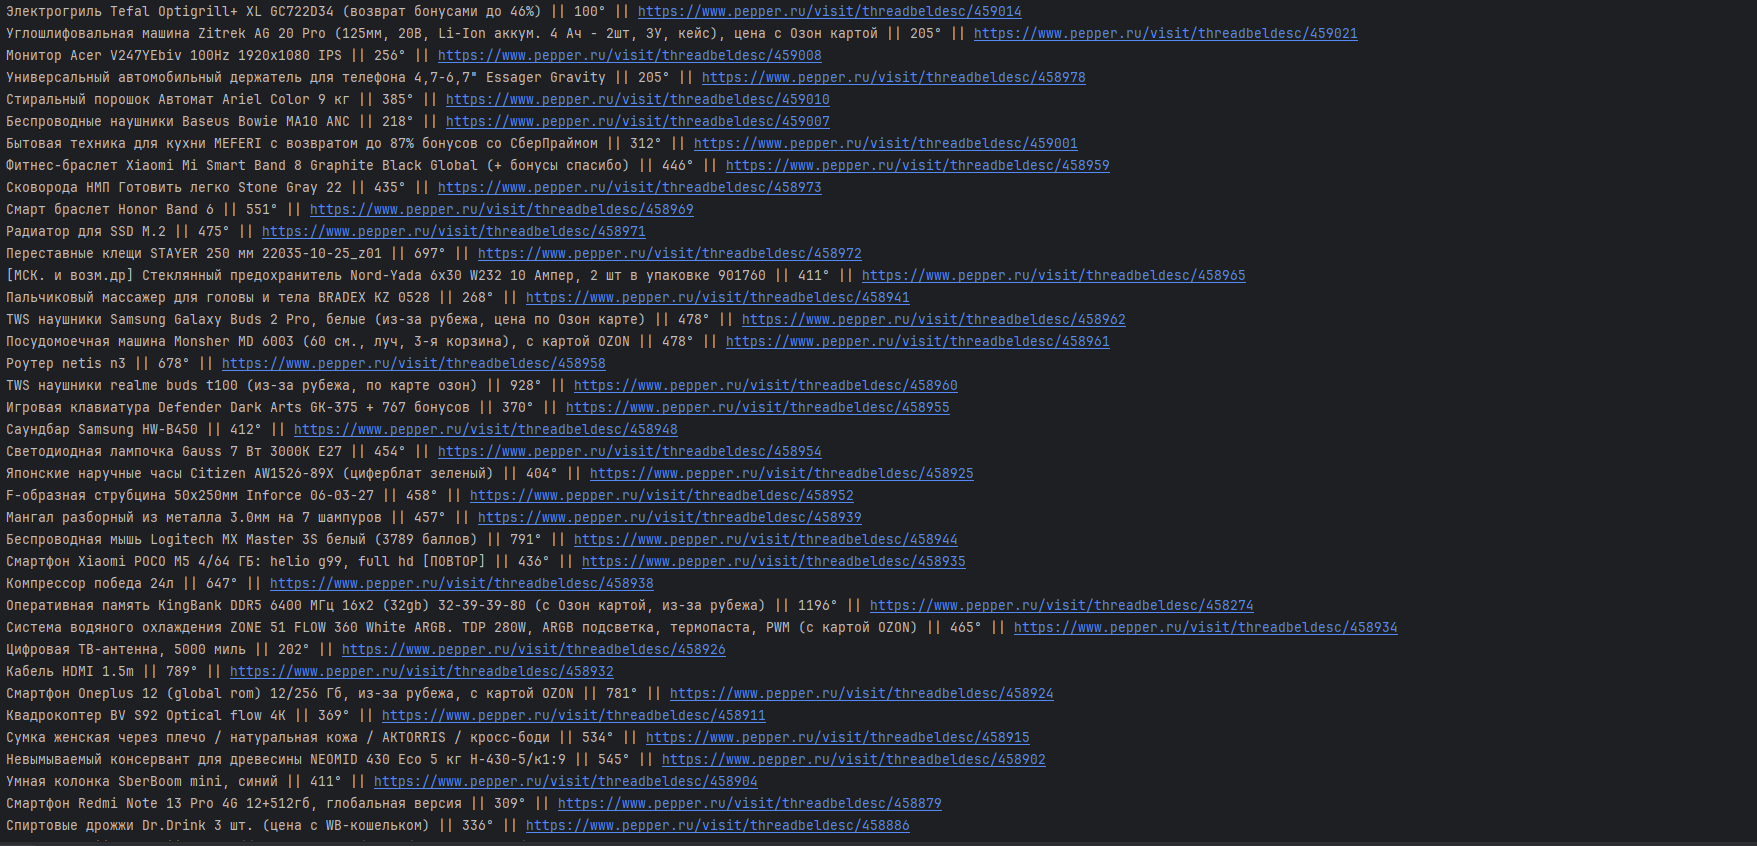 Электрогриль Tefal Optigrill+ XL GC722D34 (возврат бонусами до 46%) || 100° || https://www.pepper.ru/visit/threadbeldesc/459014
Углошлифовальная машина Zitrek AG 20 Pro (125мм, 20В, Li-Ion аккум. 4 Ач - 2шт, ЗУ, кейс), цена с Озон картой || 205° || https://www.pepper.ru/visit/threadbeldesc/459021
Монитор Acer V247YEbiv 100Hz 1920x1080 IPS || 256° || https://www.pepper.ru/visit/threadbeldesc/459008
Универсальный автомобильный держатель для телефона 4,7-6,7" Essager Gravity || 205° || https://www.pepper.ru/visit/threadbeldesc/458978
Стиральный порошок Автомат Ariel Color 9 кг || 385° || https://www.pepper.ru/visit/threadbeldesc/459010
Беспроводные наушники Baseus Bowie MA10 ANC || 218° || https://www.pepper.ru/visit/threadbeldesc/459007
Бытовая техника для кухни MEFERI с возвратом до 87% бонусов со СберПраймом || 312° || https://www.pepper.ru/visit/threadbeldesc/459001
Фитнес-браслет Xiaomi Mi Smart Band 8 Graphite Black Global (+ бонусы спасибо) || 446° || https://www.pepper.ru/visit/threadbeldesc/458959
Сковорода НМП Готовить легко Stone Gray 22 || 435° || https://www.pepper.ru/visit/threadbeldesc/458973
Смарт браслет Honor Band 6 || 551° || https://www.pepper.ru/visit/threadbeldesc/458969
Радиатор для SSD M.2 || 475° || https://www.pepper.ru/visit/threadbeldesc/458971
Переставные клещи STAYER 250 мм 22035-10-25_z01 || 697° || https://www.pepper.ru/visit/threadbeldesc/458972
[МСК. и возм.др] Стеклянный предохранитель Nord-Yada 6x30 W232 10 Ампер, 2 шт в упаковке 901760 || 411° || https://www.pepper.ru/visit/threadbeldesc/458965
Пальчиковый массажер для головы и тела BRADEX KZ 0528 || 268° || https://www.pepper.ru/visit/threadbeldesc/458941
TWS наушники Samsung Galaxy Buds 2 Pro, белые (из-за рубежа, цена по Озон карте) || 478° || https://www.pepper.ru/visit/threadbeldesc/458962
Посудомоечная машина Monsher MD 6003 (60 см., луч, 3-я корзина), с картой OZON || 478° || https://www.pepper.ru/visit/threadbeldesc/458961
Роутер netis n3 || 678° || https://www.pepper.ru/visit/threadbeldesc/458958
TWS наушники realme buds t100 (из-за рубежа, по карте озон) || 928° || https://www.pepper.ru/visit/threadbeldesc/458960
Игровая клавиатура Defender Dark Arts GK-375 + 767 бонусов || 370° || https://www.pepper.ru/visit/threadbeldesc/458955
Саундбар Samsung HW-B450 || 412° || https://www.pepper.ru/visit/threadbeldesc/458948
Светодиодная лампочка Gauss 7 Вт 3000К E27 || 454° || https://www.pepper.ru/visit/threadbeldesc/458954
Японские наручные часы Citizen AW1526-89X (циферблат зеленый) || 404° || https://www.pepper.ru/visit/threadbeldesc/458925
F-образная струбцина 50х250мм Inforce 06-03-27 || 458° || https://www.pepper.ru/visit/threadbeldesc/458952
Мангал разборный из металла 3.0мм на 7 шампуров || 457° || https://www.pepper.ru/visit/threadbeldesc/458939
Беспроводная мышь Logitech MX Master 3S белый (3789 баллов) || 791° || https://www.pepper.ru/visit/threadbeldesc/458944
Смартфон Xiaomi POCO M5 4/64 ГБ: helio g99, full hd [ПОВТОР] || 436° || https://www.pepper.ru/visit/threadbeldesc/458935
Компрессор победа 24л || 647° || https://www.pepper.ru/visit/threadbeldesc/458938
Оперативная память KingBank DDR5 6400 МГц 16x2 (32gb) 32-39-39-80 (с Озон картой, из-за рубежа) || 1196° || https://www.pepper.ru/visit/threadbeldesc/458274
Система водяного охлаждения ZONE 51 FLOW 360 White ARGB. TDP 280W, ARGB подсветка, термопаста, PWM (с картой OZON) || 465° || https://www.pepper.ru/visit/threadbeldesc/458934
Цифровая ТВ-антенна, 5000 миль || 202° || https://www.pepper.ru/visit/threadbeldesc/458926
Кабель HDMI 1.5m || 789° || https://www.pepper.ru/visit/threadbeldesc/458932
Смартфон Oneplus 12 (global rom) 12/256 Гб, из-за рубежа, с картой OZON || 781° || https://www.pepper.ru/visit/threadbeldesc/458924
Квадрокоптер BV S92 Optical flow 4K || 369° || https://www.pepper.ru/visit/threadbeldesc/458911
Сумка женская через плечо / натуральная кожа / AKTORRIS / кросс-боди || 534° || https://www.pepper.ru/visit/threadbeldesc/458915
Невымываемый консервант для древесины NEOMID 430 Eco 5 кг Н-430-5/к1:9 || 545° || https://www.pepper.ru/visit/threadbeldesc/458902
Умная колонка SberBoom mini, синий || 411° || https://www.pepper.ru/visit/threadbeldesc/458904
Смартфон Redmi Note 13 Pro 4G 12+512гб, глобальная версия || 309° || https://www.pepper.ru/visit/threadbeldesc/458879
Спиртовые дрожжи Dr.Drink 3 шт. (цена с WB-кошельком) || 336° || https://www.pepper.ru/visit/threadbeldesc/458886